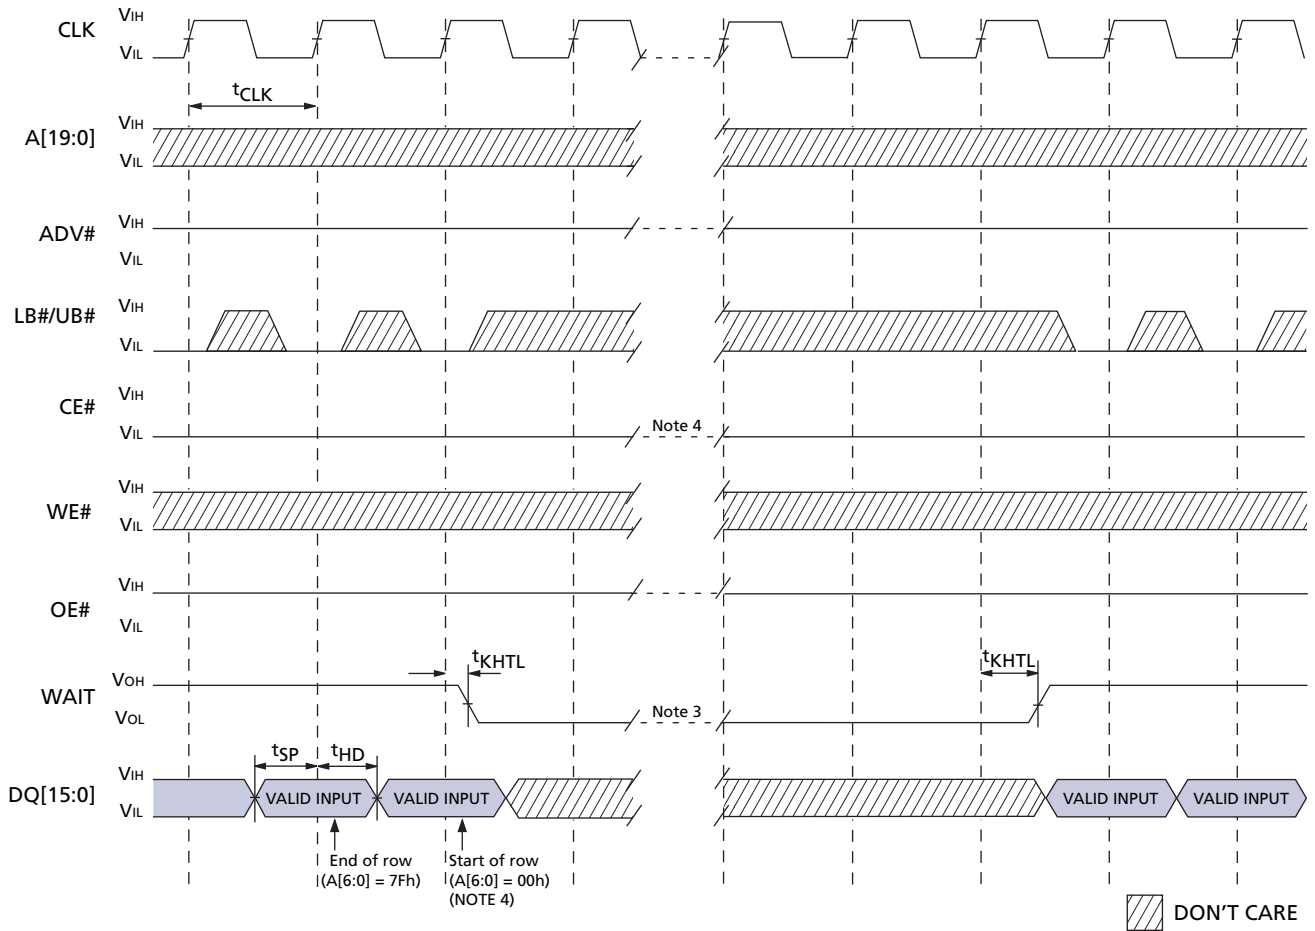 CLK VIH
VIL
tCLK
A[19:0] VIH
VIL
ADV# VIH
VIL
LB#/UB# VIH
VIL
CE# VIH
VIL
Note 4
WE# VIH
VIL
OE# VIH
VIL
tKHTL tKHTL
WAIT VOH
VOL
Note 3
tSP tHD
DQ[15:0] VIH
VIL
VALID INPUT VALID INPUT VALID INPUT VALID INPUT
End of row
(A[6:0] = 7Fh)
Start of row
(A[6:0] = 00h)
(NOTE 4)
DON'T CARE